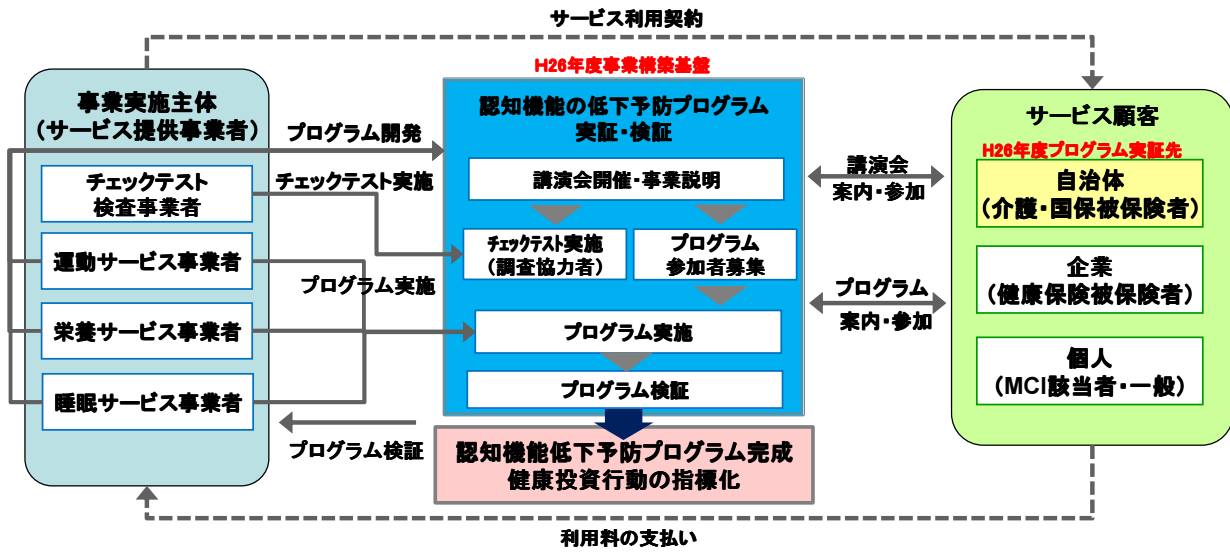 サービス利用契約
事業実施主体
（サービス提供事業者）
チェックテスト
検査事業者
運動サービス事業者
栄養サービス事業者
睡眠サービス事業者
プログラム開発
チェックテスト実施
プログラム実施
プログラム検証
H26年度事業構築基盤
認知機能の低下予防プログラム
実証・検証
講演会開催・事業説明
チェックテスト実施
（調査協力者）
プログラム
参加者募集
プログラム実施
プログラム検証
認知機能低下予防プログラム完成
健康投資行動の指標化
講演会
案内・参加
プログラム
案内・参加
サービス顧客
H26年度プログラム実証先
自治体
（介護・国保被保険者）
企業
（健康保険被保険者）
個人
（MCI該当者・一般）
利用料の支払い